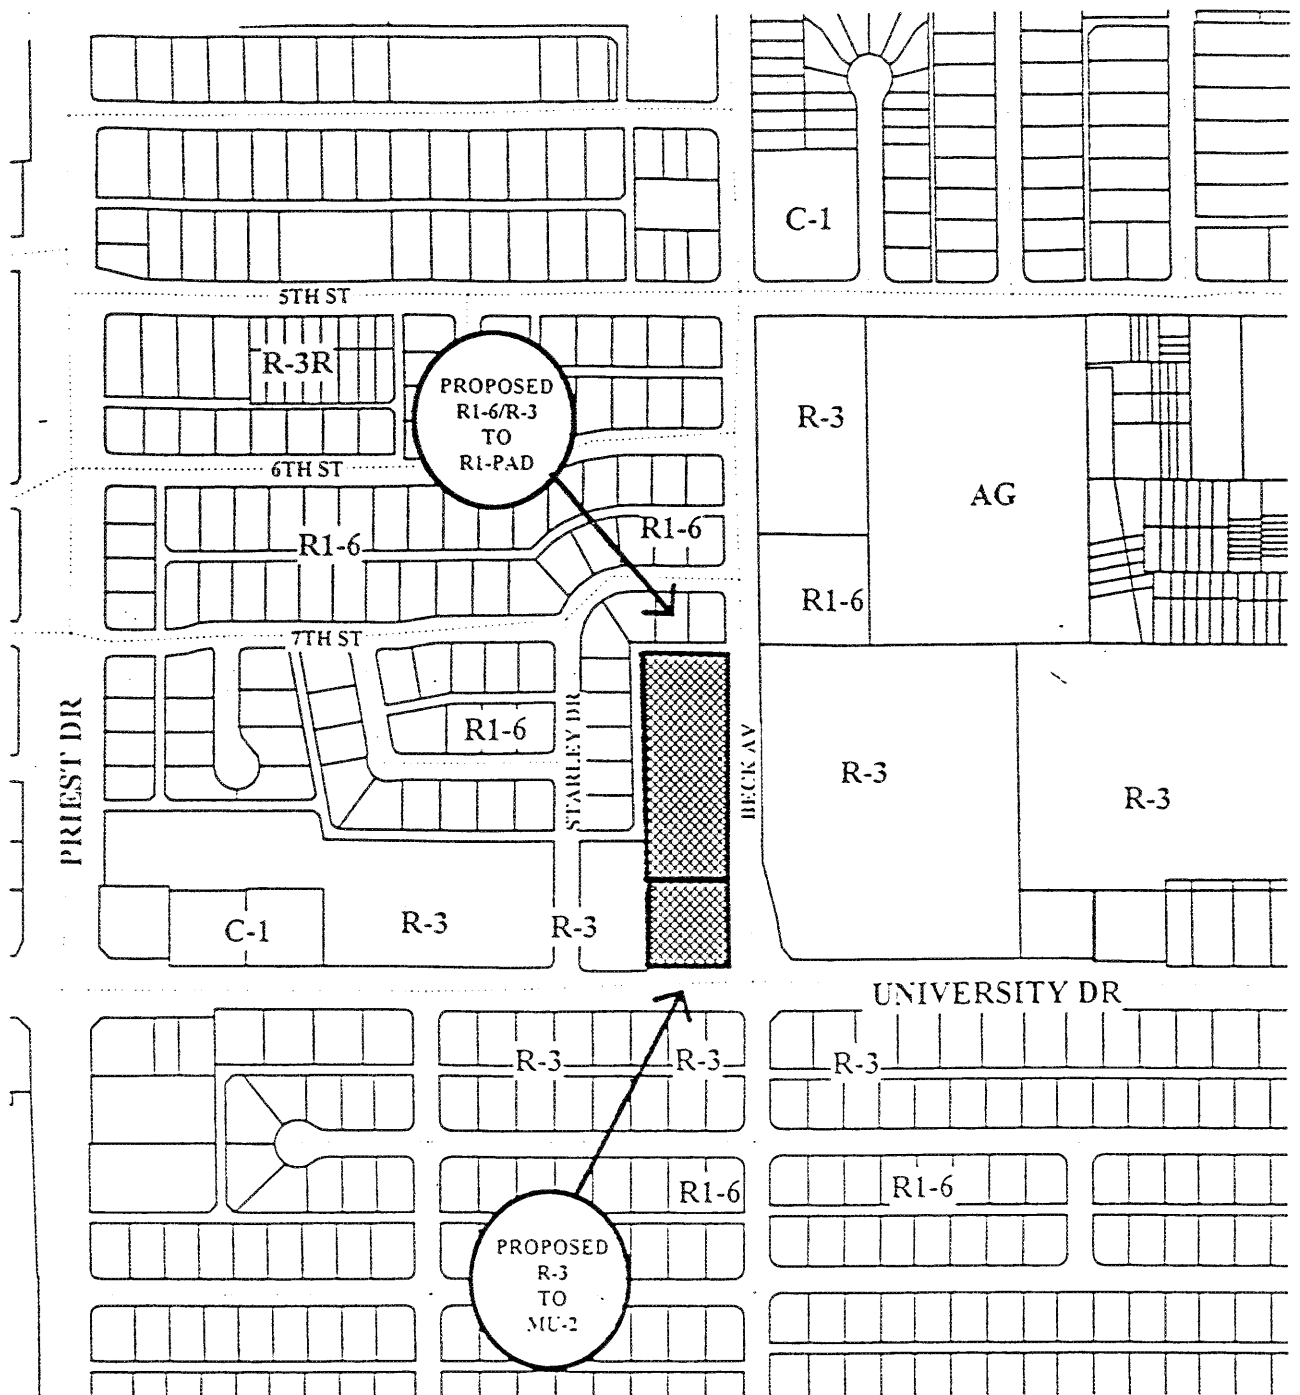 C-1
5TH ST
R-3R
PROPOSED
R1-6/R-3
TO
R1-PAD
R-3
AG
6TH ST
R1-6
R1-6
R1-6
7TH ST
PRIEST DR
R1-6
STARLEY DR
BECK AV
R-3
R-3
C-1
R-3
R-3
UNIVERSITY DR
R-3
R-3
R-3
R1-6
R1-6
PROPOSED
R-3
TO
MU-2